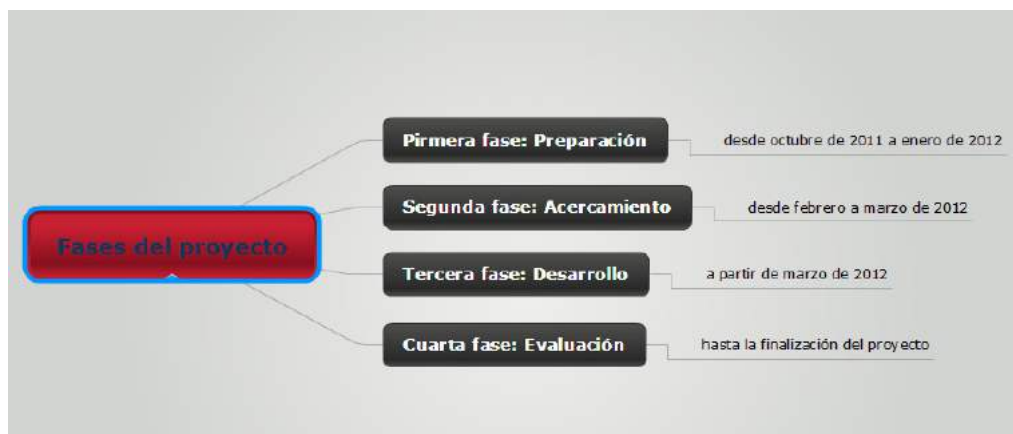 Fases del proyecto
Pirmera fase: Preparación
desde octubre de 2011 a enero de 2012
Segunda fase: Acercamiento
desde febrero a marzo de 2012
Tercera fase: Desarrollo
a partir de marzo de 2012
Cuarta fase: Evaluación
hasta la finalización del proyecto